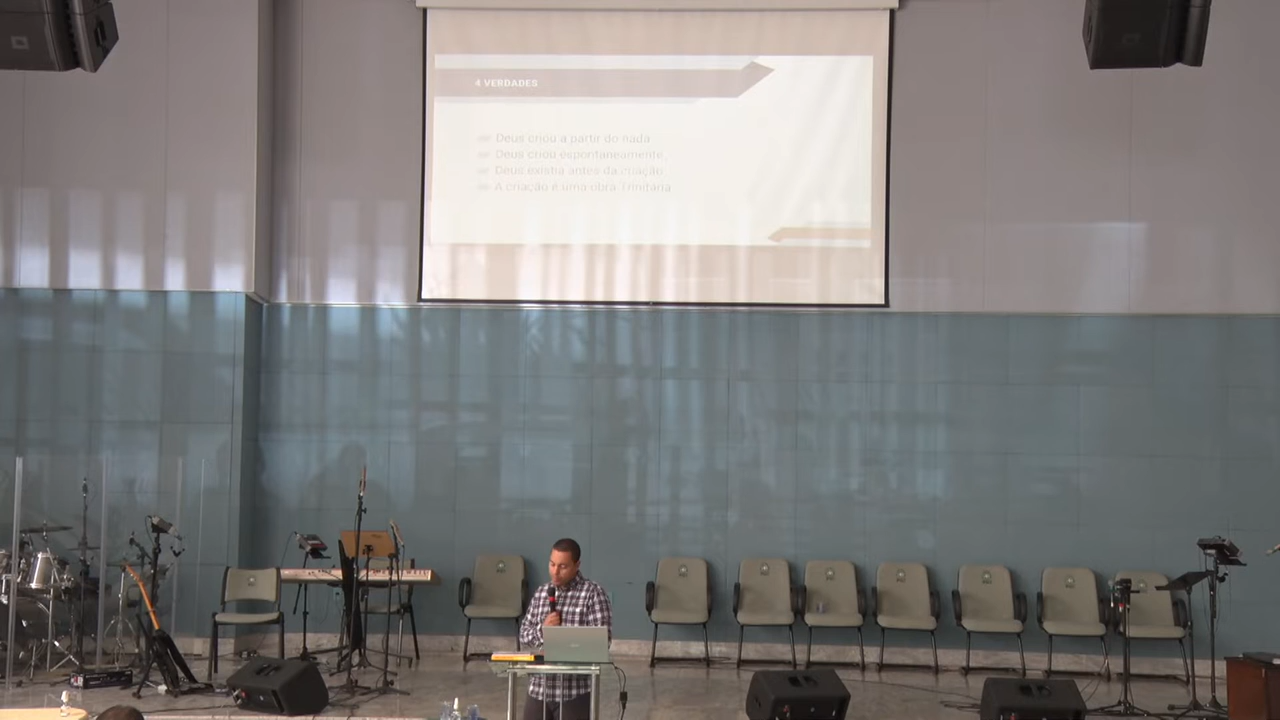 4 VERDADES
Deus criou a partir do nada
Deus criou espontaneamente
Deus existia antes da criação
A criação é uma obra Trinitária